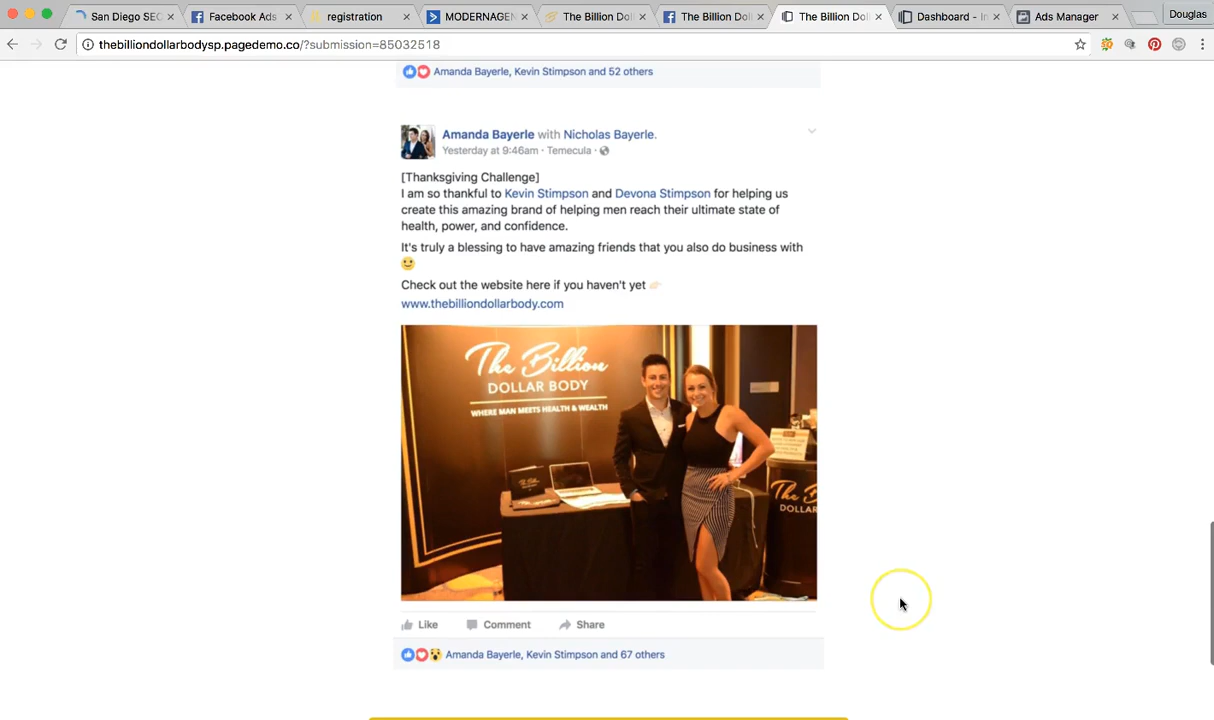 San Diego SEO
Facebook Ads
registration
MODERNAGEN
The Billion Doll
The Billion Doll
The Billion Doll
Dashboard - In
Ads Manager
Douglas
thebilliondollarbodysp.pagedemo.co/?submission=85032518
Amanda Bayerle, Kevin Stimpson and 52 others
Amanda Bayerle with Nicholas Bayerle.
Yesterday at 9:46am · Temecula ·
[Thanksgiving Challenge]
I am so thankful to Kevin Stimpson and Devona Stimpson for helping us
create this amazing brand of helping men reach their ultimate state of
health, power, and confidence.
It's truly a blessing to have amazing friends that you also do business with
Check out the website here if you haven't yet
www.thebilliondollarbody.com
The Billion
DOLLAR BODY
WHERE MAN MEETS HEALTH & WEALTH
The B
DOLLAR
Like
Comment
Share
Amanda Bayerle, Kevin Stimpson and 67 others